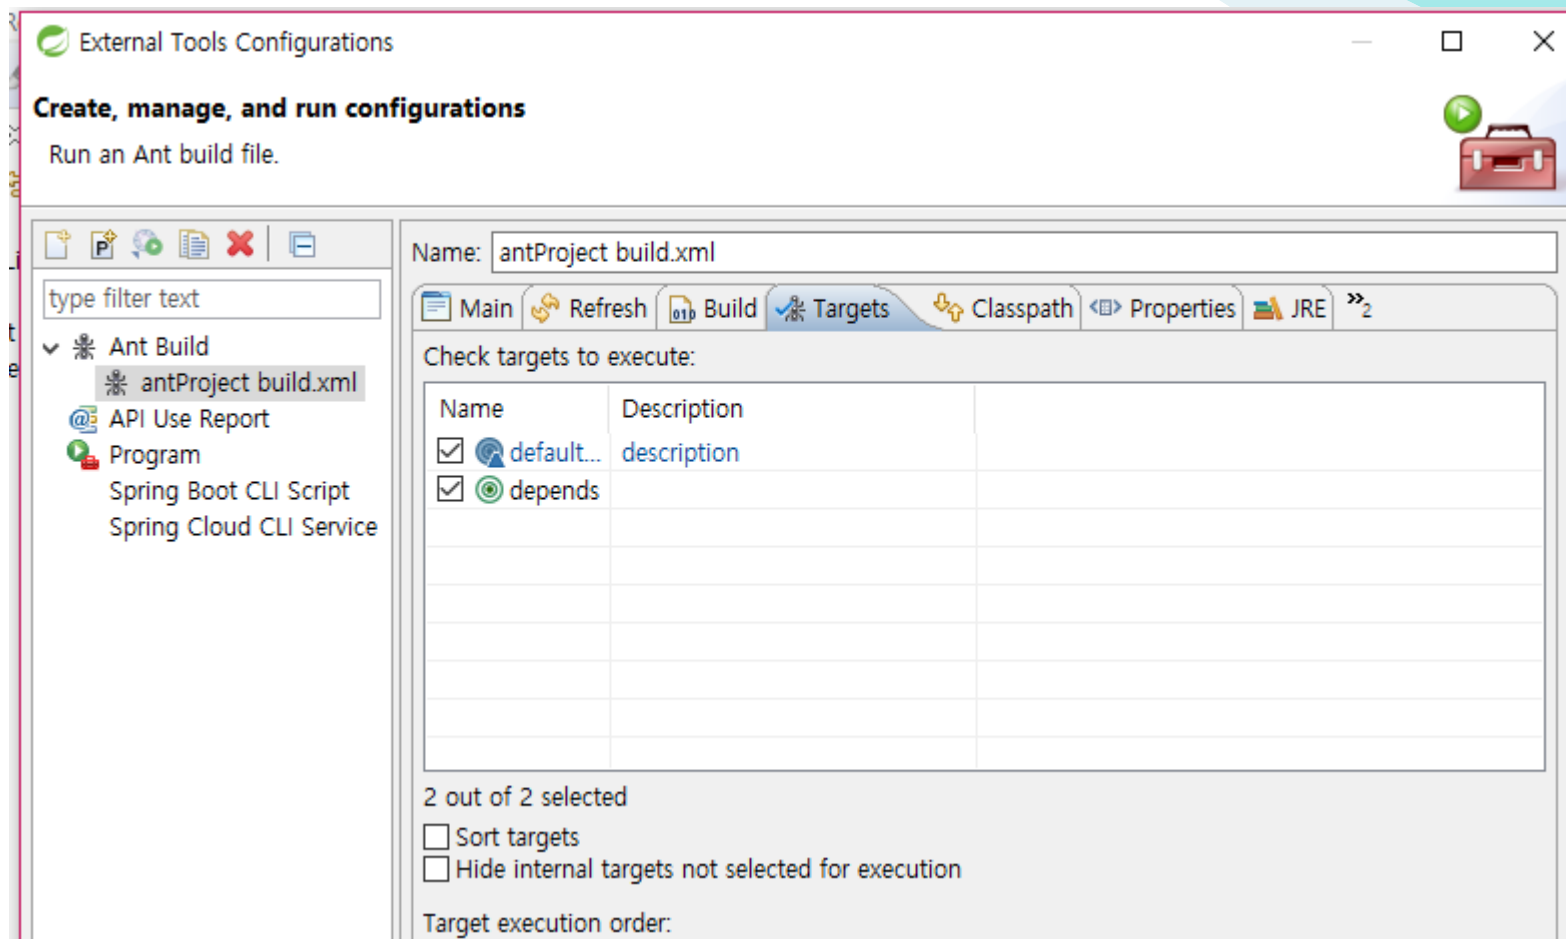 External Tools Configurations
Create, manage, and run configurations
Run an Ant build file.
type filter text
Ant Build
antProject build.xml
API Use Report
Program
Spring Boot CLI Script
Spring Cloud CLI Service
Name: antProject build.xml
Main Refresh Build Targets Classpath Properties JRE »2
Check targets to execute:
Name Description
default... description
depends
2 out of 2 selected
Sort targets
Hide internal targets not selected for execution
Target execution order: